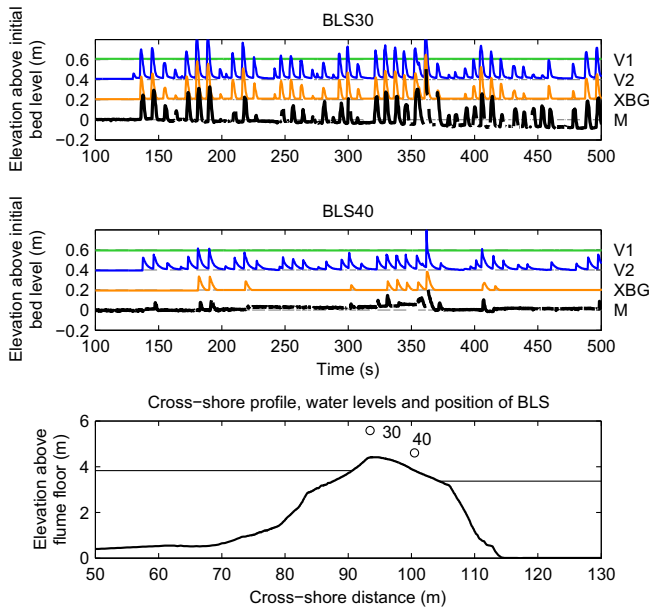 BLS30
Elevation above initial
bed level (m)
0.6
0.4
0.2
0
−0.2
V1
V2
XBG
M
100 150 200 250 300 350 400 450 500
BLS40
Elevation above initial
bed level (m)
0.6
0.4
0.2
0
−0.2
V1
V2
XBG
M
100 150 200 250 300 350 400 450 500
Time (s)
Cross−shore profile, water levels and position of BLS
Elevation above
flume floor (m)
6
4
2
0
30
40
50 60 70 80 90 100 110 120 130
Cross−shore distance (m)